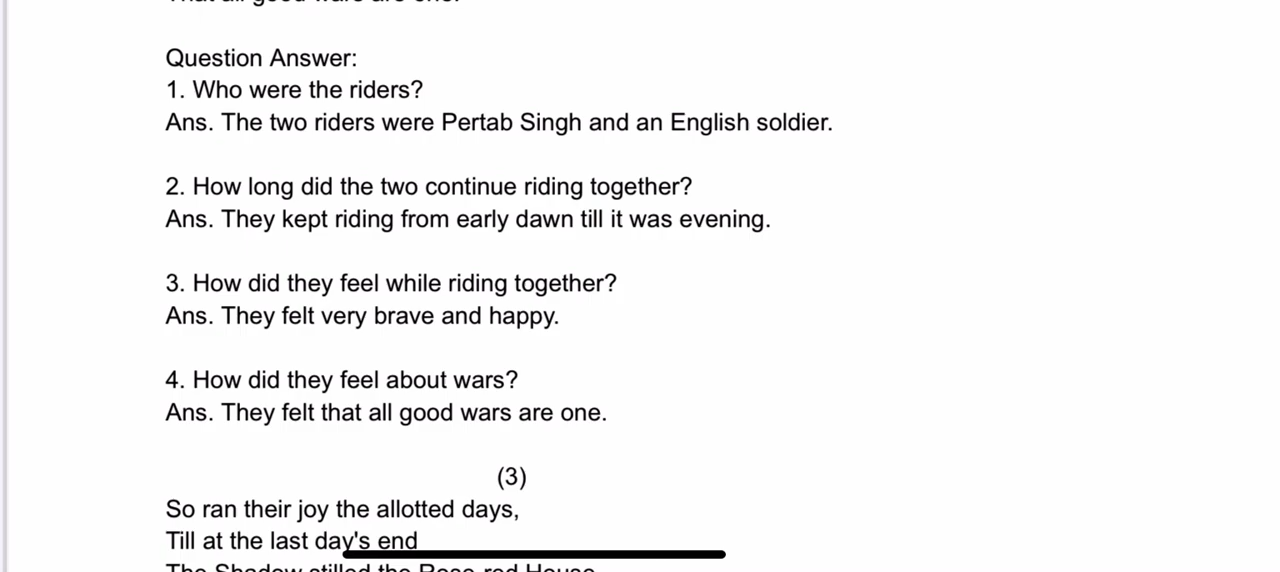 Question Answer:
1. Who were the riders?
Ans. The two riders were Pertab Singh and an English soldier.
2. How long did the two continue riding together?
Ans. They kept riding from early dawn till it was evening.
3. How did they feel while riding together?
Ans. They felt very brave and happy.
4. How did they feel about wars?
Ans. They felt that all good wars are one.
(3)
So ran their joy the allotted days,
Till at the last day's end